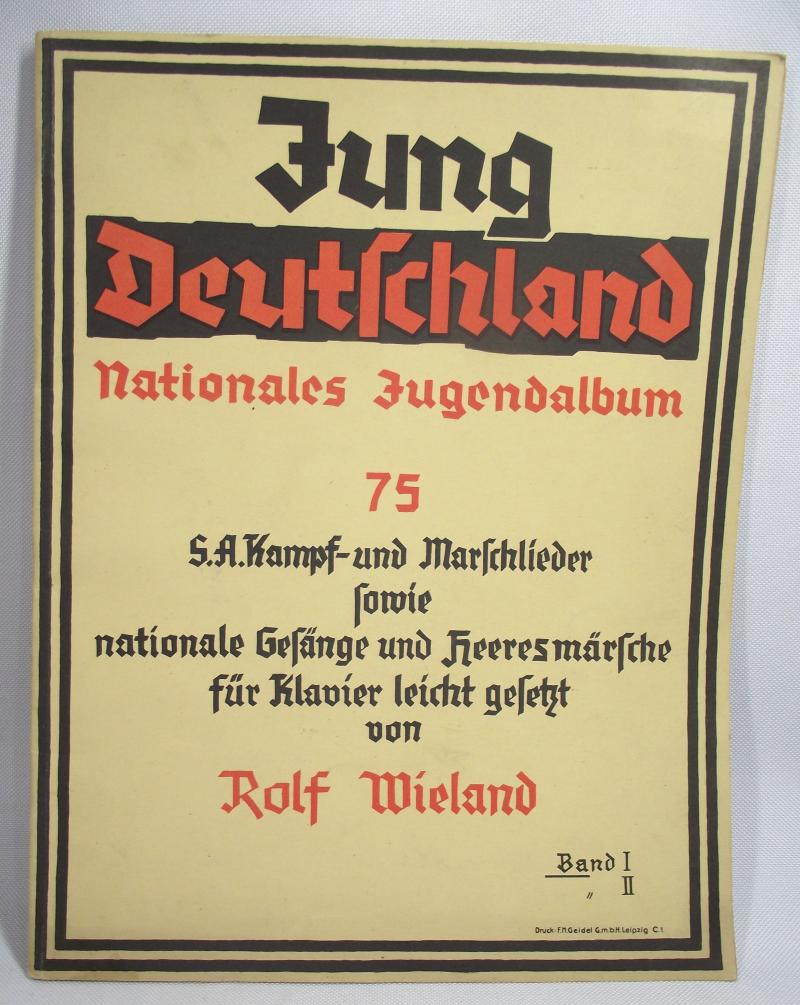 Jung
Deutſchland
Nationales Jugendalbum
75
S.A. Kampf- und Marſchlieder
ſowie
nationale Geſänge und Heeresmärſche
für Klavier leicht geſetzt
von
Rolf Wieland
Band I
„ II
Druck: F.M.Geidel G.m.b.H. Leipzig C.1.